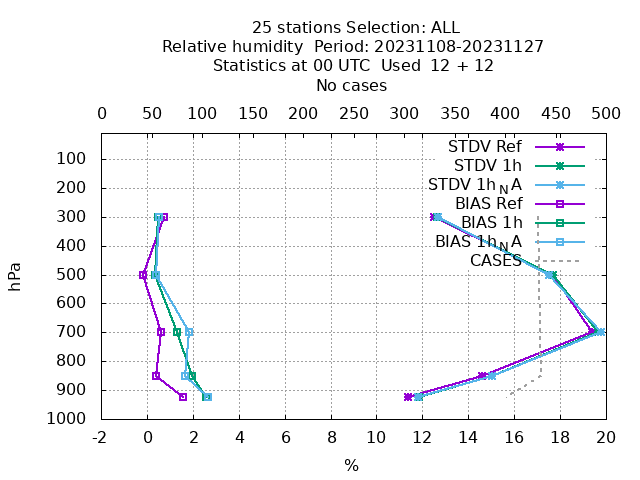 25 stations Selection: ALL
Relative humidity  Period: 20231108-20231127
Statistics at 00 UTC  Used  12 + 12
No cases
0 50 100 150 200 250 300 350 400 450 500
STDV Ref
STDV 1h
STDV 1hNA
BIAS Ref
BIAS 1h
BIAS 1hNA
CASES
100
200
300
400
500
600
700
800
900
1000
hPa
-2 0 2 4 6 8 10 12 14 16 18 20
%